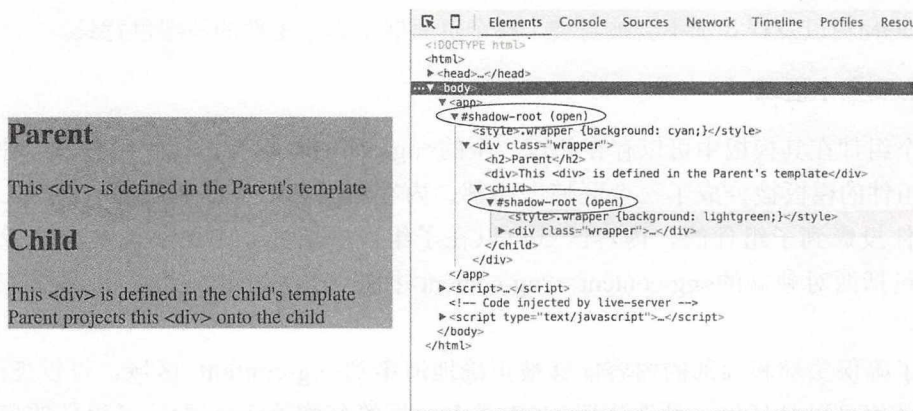 Parent
This <div> is defined in the Parent's template
Child
This <div> is defined in the child's template
Parent projects this <div> onto the child
Elements Console Sources Network Timeline Profiles Resou
<!DOCTYPE html>
<html>
▶<head>…</head>
…▼ body
▼<app>
▼#shadow-root (open)
<style>.wrapper {background: cyan;}</style>
▼<div class="wrapper">
<h2>Parent</h2>
<div>This <div> is defined in the Parent's template</div>
▼<child>
▼#shadow-root (open)
<style>.wrapper {background: lightgreen;}</style>
▶<div class="wrapper">…</div>
</child>
</div>
</app>
▶<script>…</script>
<!-- Code injected by live-server -->
▶<script type="text/javascript">…</script>
</body>
</html>